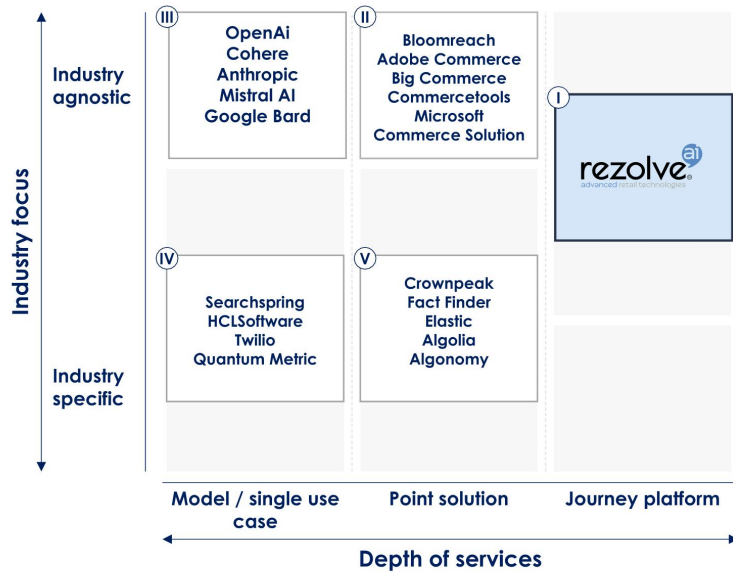 III
OpenAi
Cohere
Anthropic
Mistral AI
Google Bard
II
Bloomreach
Adobe Commerce
Big Commerce
Commercetools
Microsoft
Commerce Solution
I
rezolve ai
advanced retail technologies
Industry
agnostic
Industry focus
IV
Searchspring
HCLSoftware
Twilio
Quantum Metric
V
Crownpeak
Fact Finder
Elastic
Algolia
Algonomy
Industry
specific
Model / single use
case
Point solution
Journey platform
Depth of services